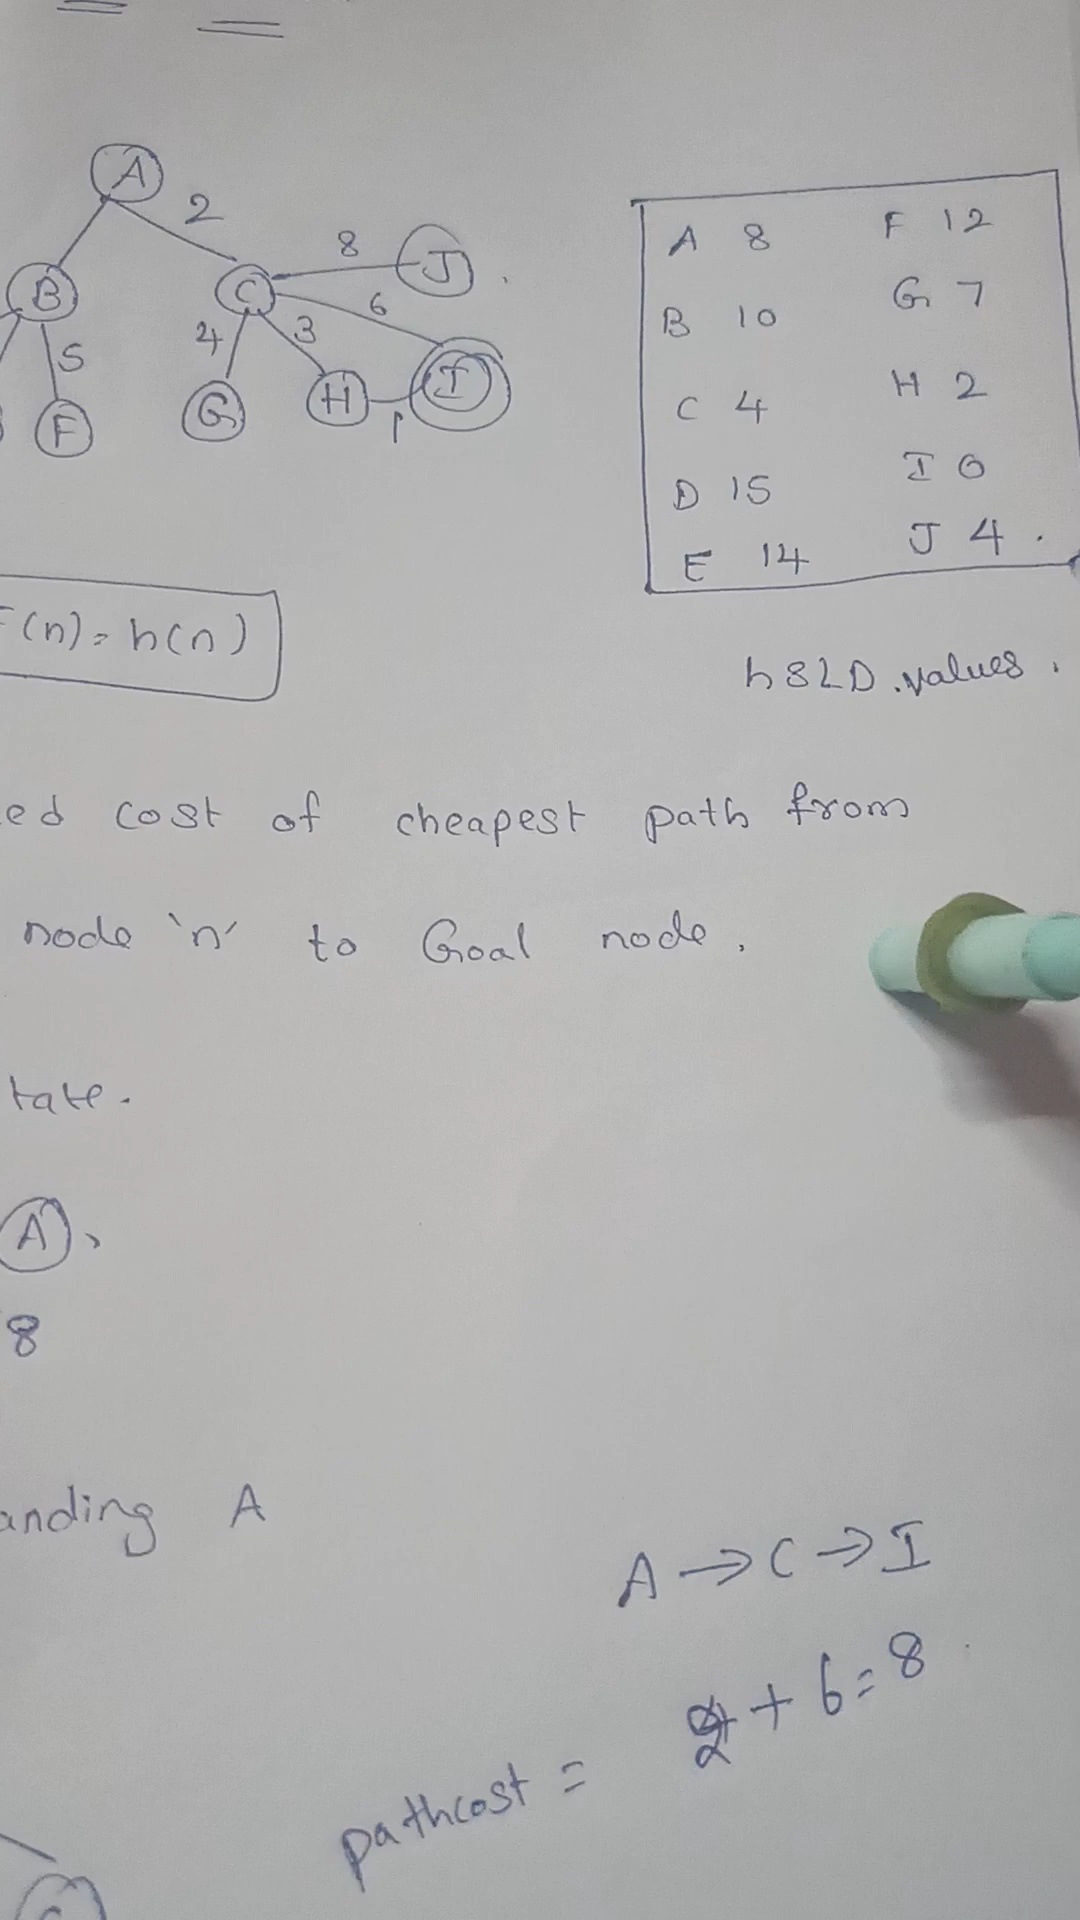 A
2
8
J
B
C
6
4
3
5
I
G
H
F
1
A 8 F 12
B 10 G 7
C 4 H 2
D 15 I 0
E 14 J 4.
(n) = h(n)
hSLD values.
ed cost of cheapest path from
node 'n' to Goal node.
tate.
A
8
anding A
A → C → I
pathcost = 2 + 6 = 8